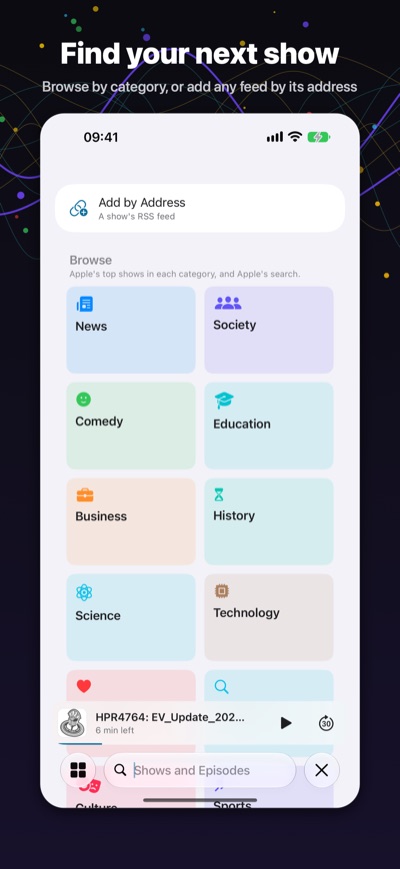 Find your next show
Browse by category, or add any feed by its address
09:41
Add by Address
A show's RSS feed
Browse
Apple's top shows in each category, and Apple's search.
News
Society
Comedy
Education
Business
History
Science
Technology
HPR4764: EV_Update_202...
6 min left
30
Shows and Episodes
Culture
Sports